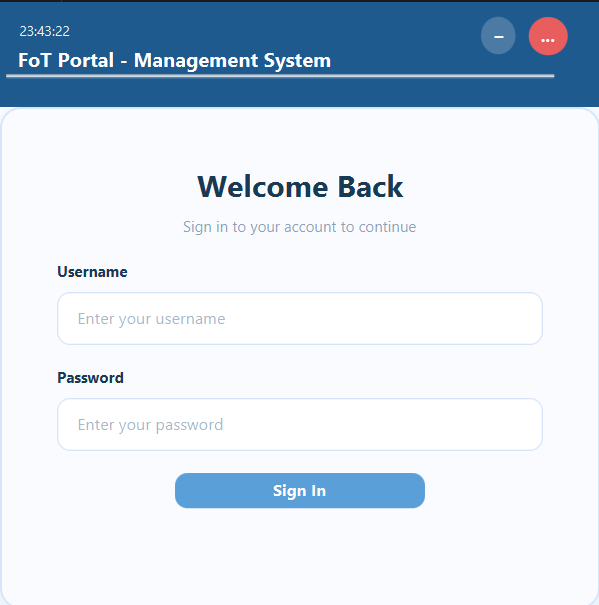 23:43:22
– ...
FoT Portal - Management System
Welcome Back
Sign in to your account to continue
Username
Enter your username
Password
Enter your password
Sign In